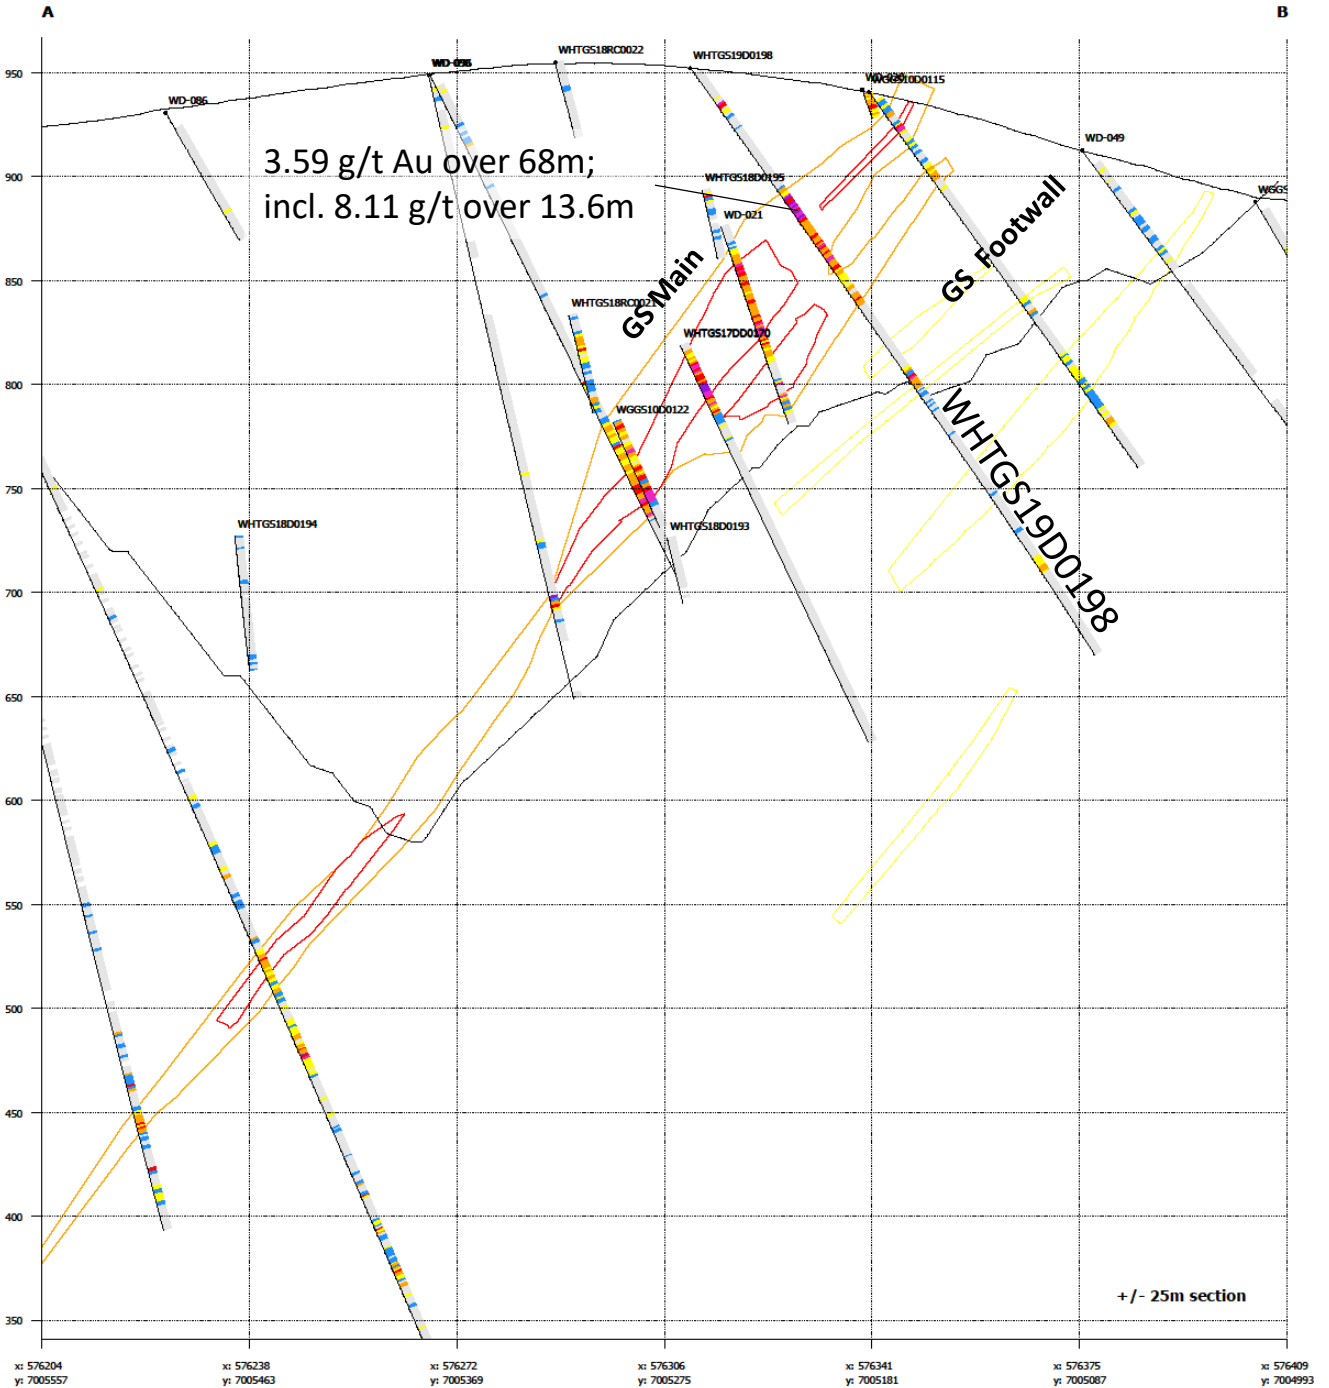 A
B
WHTGS18RC0022
WHTGS19D0198
950
WD-086
WGGS10D0115
WD-049
3.59 g/t Au over 68m;
incl. 8.11 g/t over 13.6m
900
WHTGS18D0195
WD-021
WGGS
GS Main
GS Footwall
850
WHTGS18RC0021
WHTGS17DD0170
800
WGGS10D0122
WHTGS19D0198
750
WHTGS18D0194
WHTGS18D0193
700
650
600
550
500
450
400
+/- 25m section
350
x: 576204 x: 576238 x: 576272 x: 576306 x: 576341 x: 576375 x: 576409
y: 7005557 y: 7005463 y: 7005369 y: 7005275 y: 7005181 y: 7005087 y: 7004993